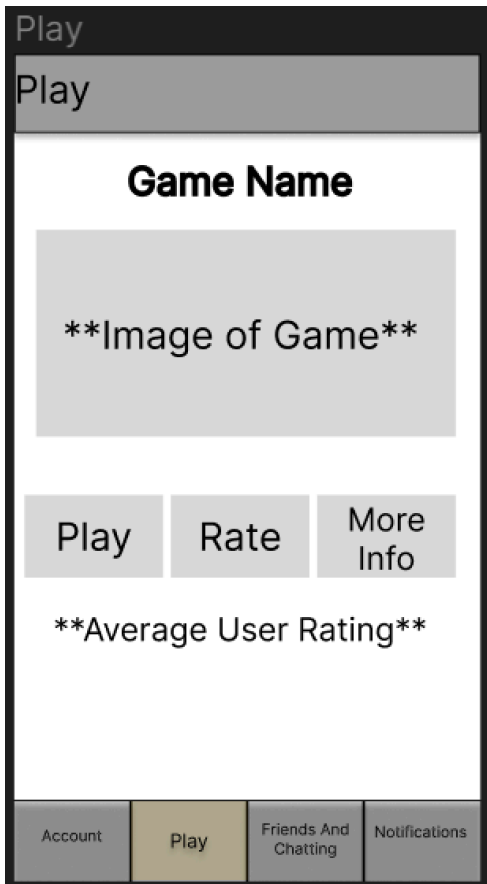 Play
Play
Game Name
**Image of Game**
Play
Rate
More
Info
**Average User Rating**
Account
Play
Friends And
Chatting
Notifications